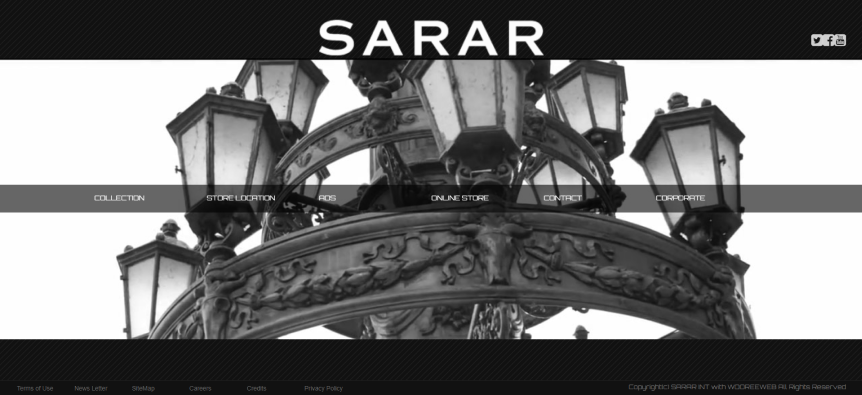 SARAR
COLLECTION STORE LOCATION ADS ONLINE STORE CONTACT CORPORATE
Terms of Use News Letter SiteMap Careers Credits Privacy Policy
Copyright(c) SARAR INT with WOOREEWEB All Rights Reserved